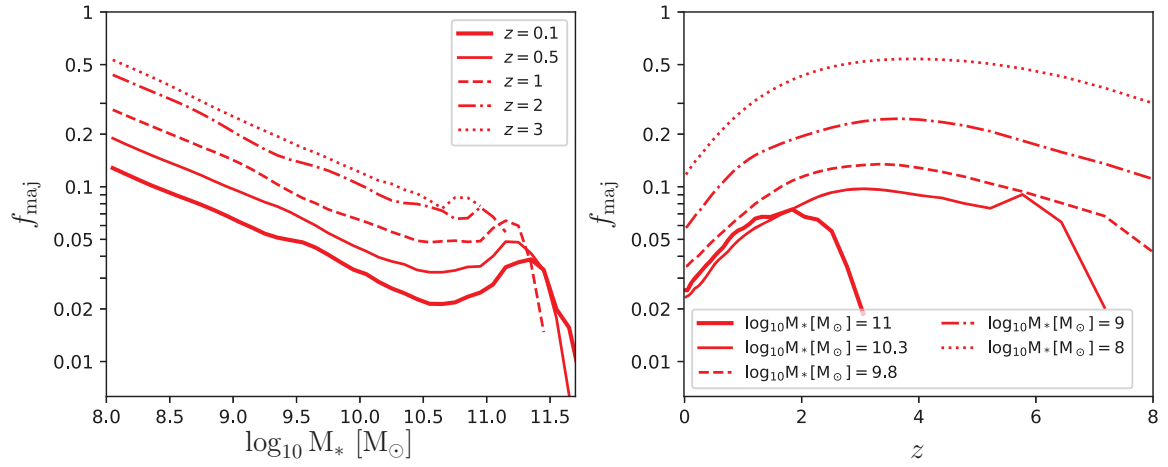 1
0.5
0.2
0.1
0.05
0.02
0.01
f_maj
8.0 8.5 9.0 9.5 10.0 10.5 11.0 11.5
log₁₀ M* [M⊙]
z = 0.1
z = 0.5
z = 1
z = 2
z = 3
1
0.5
0.2
0.1
0.05
0.02
0.01
f_maj
log₁₀M*[M⊙] = 11
log₁₀M*[M⊙] = 10.3
log₁₀M*[M⊙] = 9.8
log₁₀M*[M⊙] = 9
log₁₀M*[M⊙] = 8
0 2 4 6 8
z